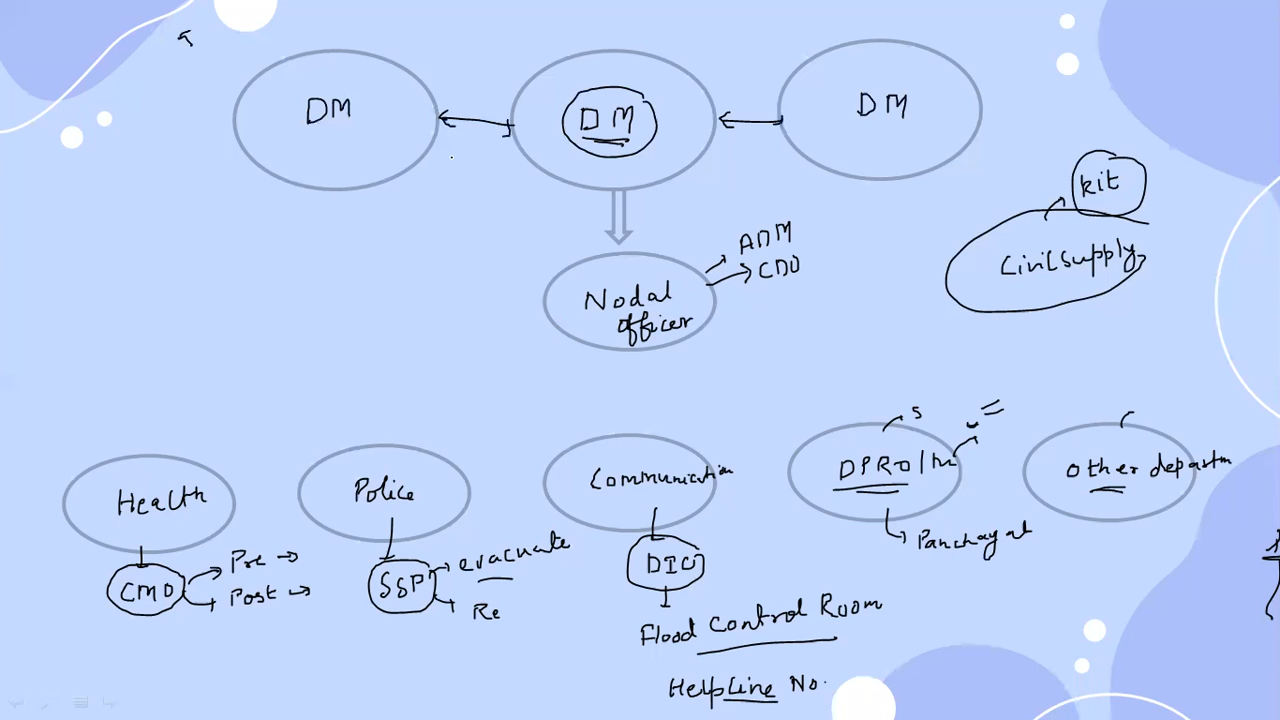 DM
DM
DM
kit
Civil supply
ADM
CDO
Nodal
officer
Health
Police
Communication
DPRO/
Other departm
Panchayat
CMO
Pre
Post
SSP
evacuate
Re
DIO
Flood Control Room
Helpline No.